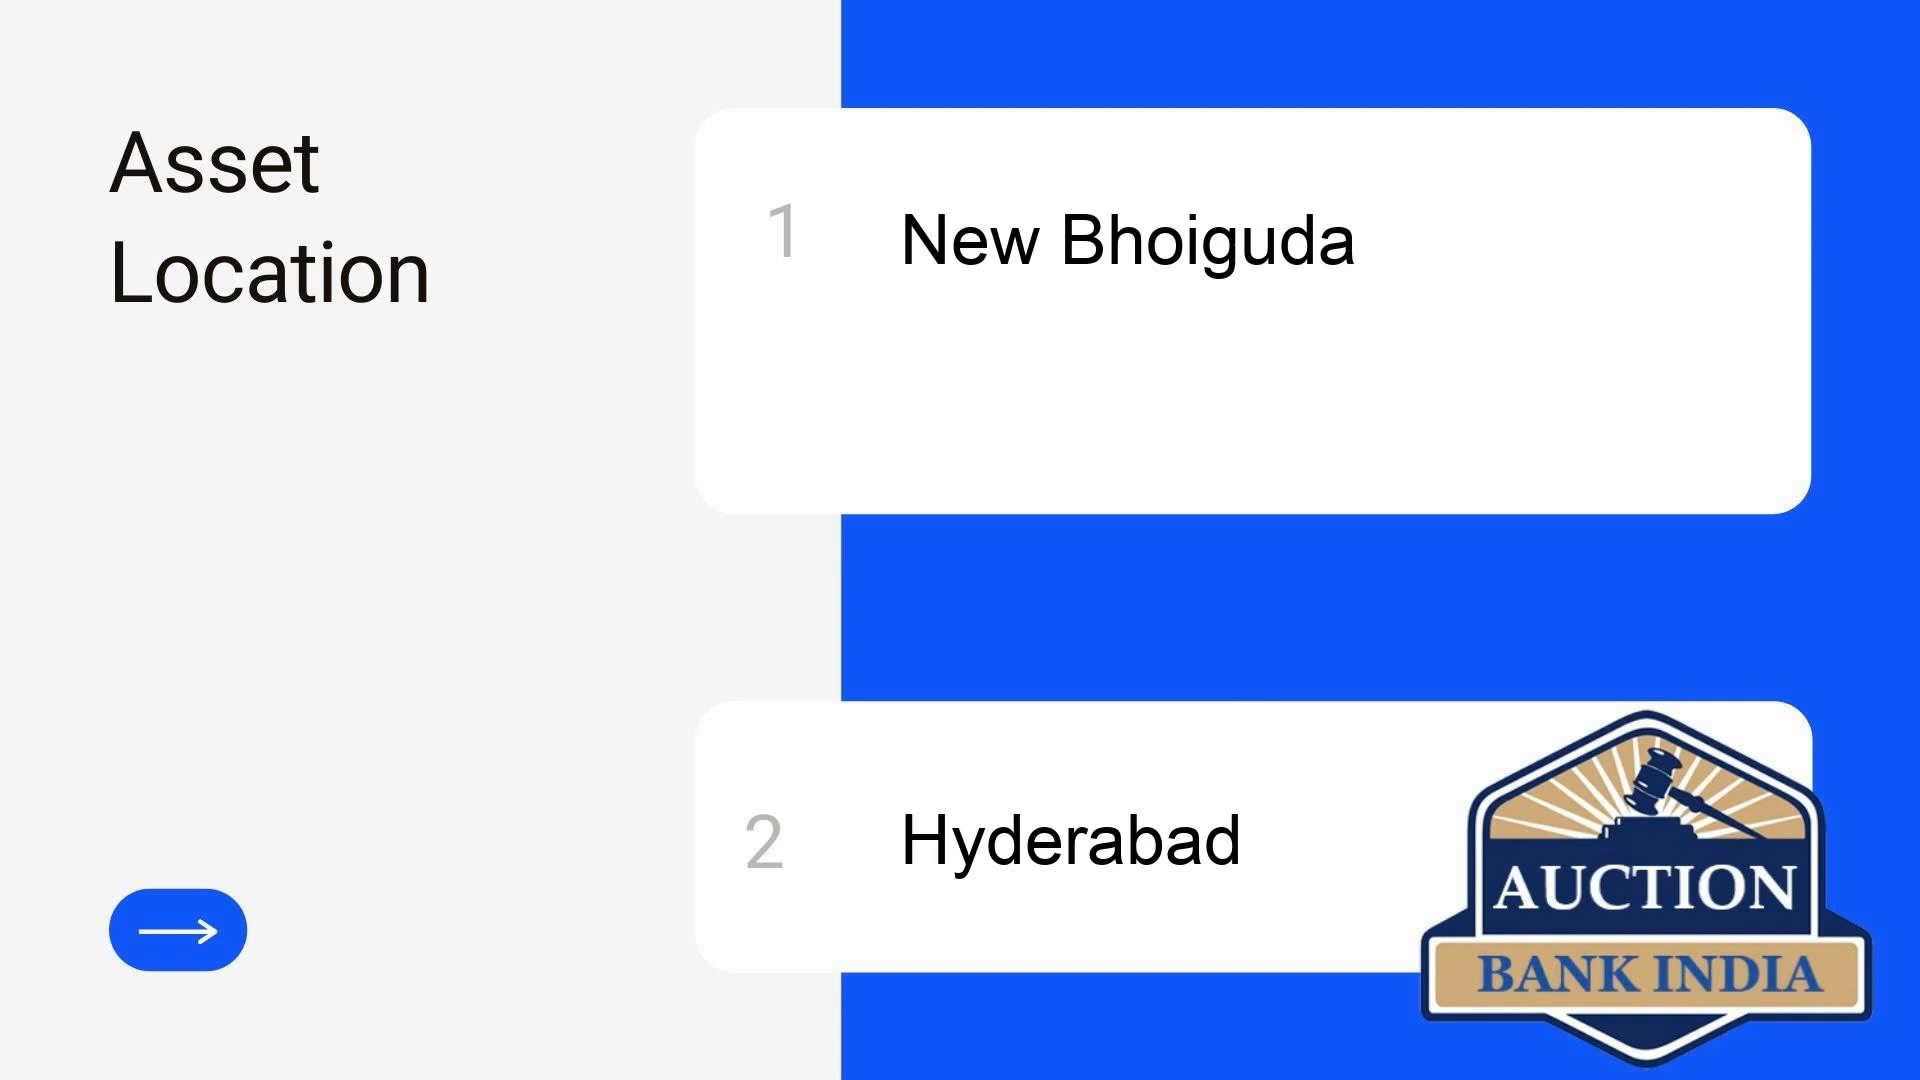 Asset
Location
1
New Bhoiguda
2
Hyderabad
AUCTION
BANK INDIA